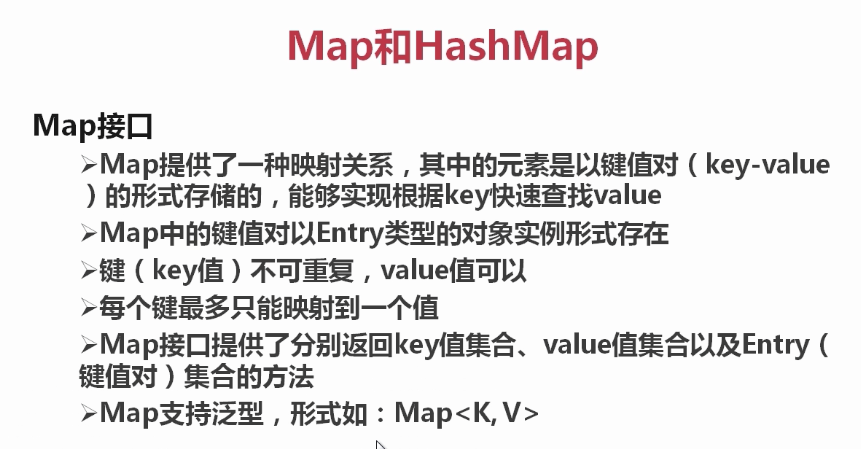 Map和HashMap
Map接口
➢Map提供了一种映射关系，其中的元素是以键值对（key-value
）的形式存储的，能够实现根据key快速查找value
➢Map中的键值对以Entry类型的对象实例形式存在
➢键（key值）不可重复，value值可以
➢每个键最多只能映射到一个值
➢Map接口提供了分别返回key值集合、value值集合以及Entry（
键值对）集合的方法
➢Map支持泛型，形式如：Map<K, V>